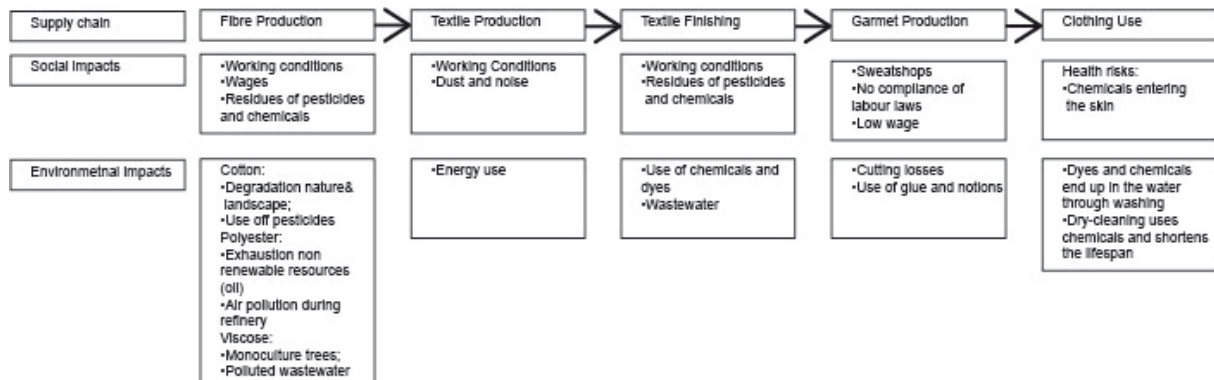 Supply chain
Fibre Production
Textile Production
Textile Finishing
Garmet Production
Clothing Use
Social Impacts
•Working conditions
•Wages
•Residues of pesticides
and chemicals
•Working Conditions
•Dust and noise
•Working conditions
•Residues of pesticides
and chemicals
•Sweatshops
•No compliance of
labour laws
•Low wage
Health risks:
•Chemicals entering
the skin
Environmetnal Impacts
Cotton:
•Degradation nature&
landscape;
•Use off pesticides
Polyester:
•Exhaustion non
renewable resources
(oil)
•Air pollution during
refinery
Viscose:
•Monoculture trees;
•Polluted wastewater
•Energy use
•Use of chemicals and
dyes
•Wastewater
•Cutting losses
•Use of glue and notions
•Dyes and chemicals
end up in the water
through washing
•Dry-cleaning uses
chemicals and shortens
the lifespan